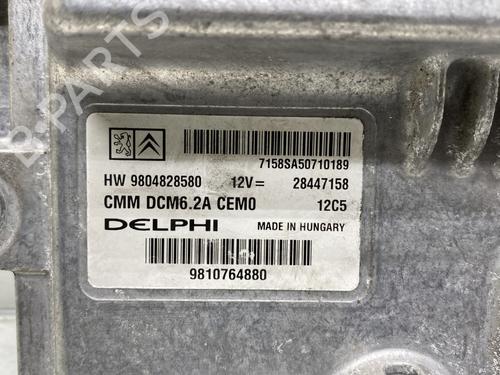 B-PARTS
7158SA50710189
HW 9804828580 12V= 28447158
CMM DCM6.2A CEM0 12C5
DELPHI MADE IN HUNGARY
9810764880